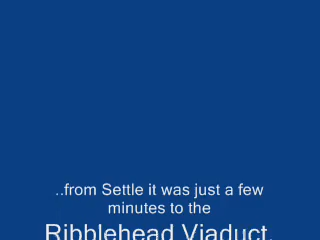 ..from Settle it was just a few
minutes to the
Ribblehead Viaduct.